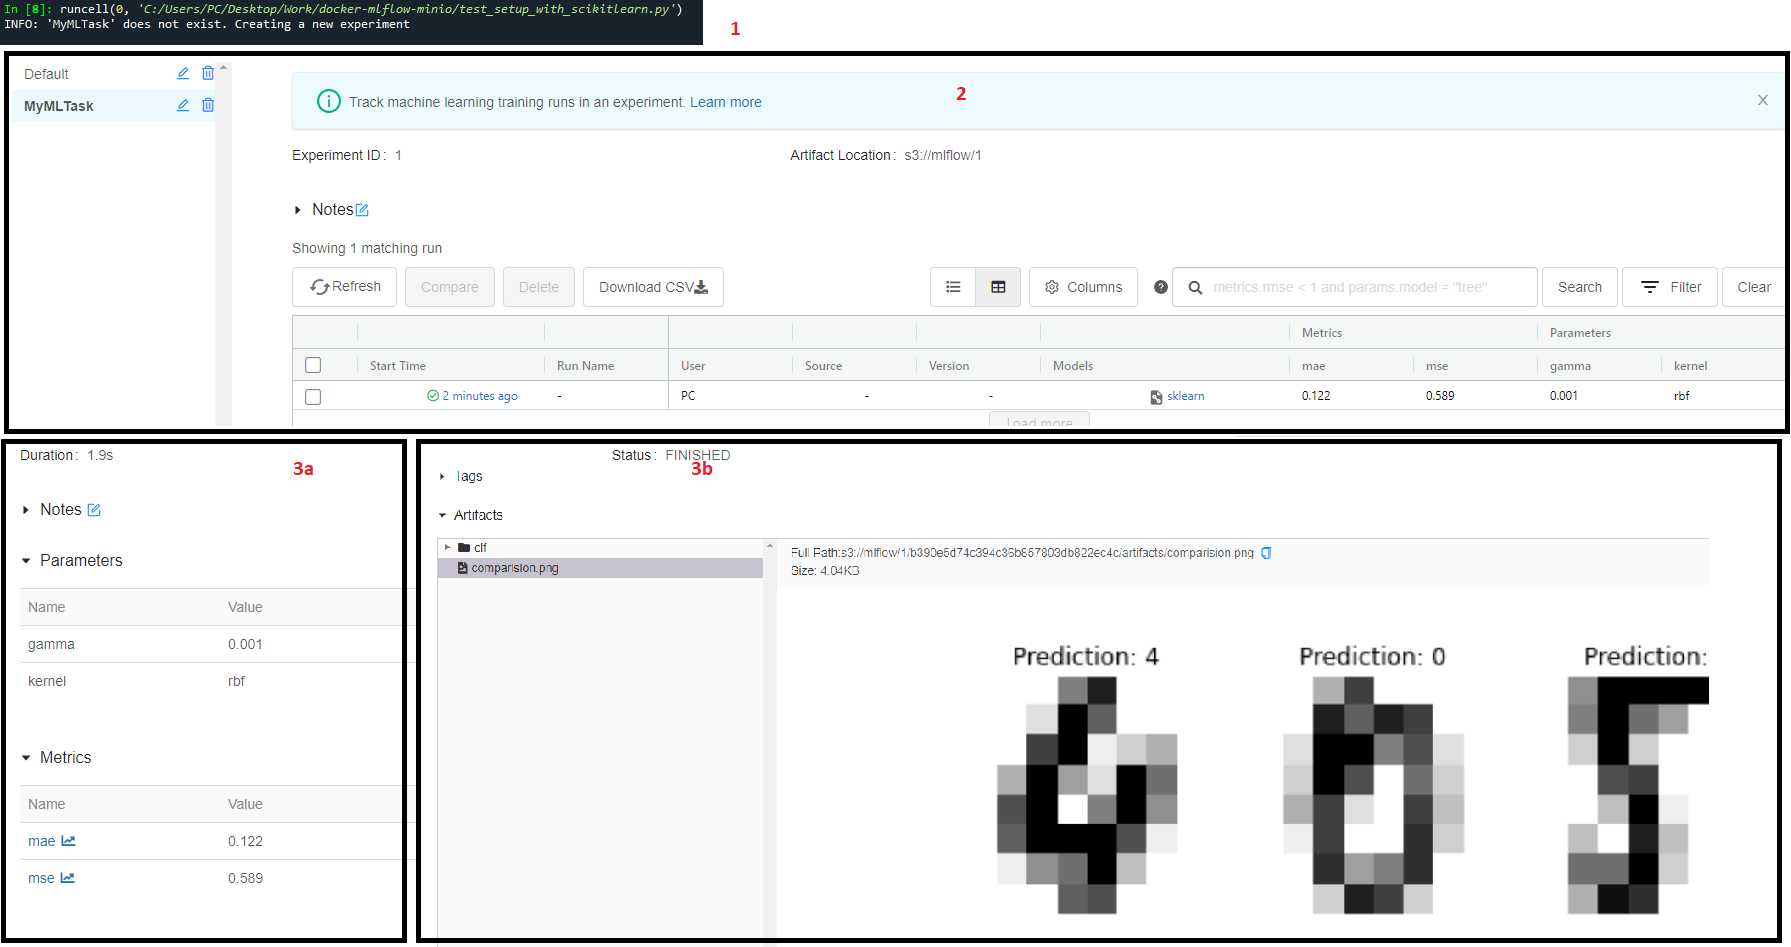 In [8]: runcell(0, 'C:/Users/PC/Desktop/Work/docker-mlflow-minio/test_setup_with_scikitlearn.py')
INFO: 'MyMLTask' does not exist. Creating a new experiment
1
Default
MyMLTask
Track machine learning training runs in an experiment. Learn more
2
Experiment ID: 1
Artifact Location: s3://mlflow/1
Notes
Showing 1 matching run
Refresh Compare Delete Download CSV Columns metrics.rmse < 1 and params.model = "tree" Search Filter Clear
Metrics Parameters
Start Time Run Name User Source Version Models mae mse gamma kernel
2 minutes ago - PC - - sklearn 0.122 0.589 0.001 rbf
Load more
Duration: 1.9s
3a
Notes
Parameters
Name Value
gamma 0.001
kernel rbf
Metrics
Name Value
mae 0.122
mse 0.589
Status: FINISHED
3b
Tags
Artifacts
clf
comparision.png
Full Path:s3://mlflow/1/b390e5d74c394c36b857803db822ec4c/artifacts/comparision.png
Size: 4.04KB
Prediction: 4 Prediction: 0 Prediction: